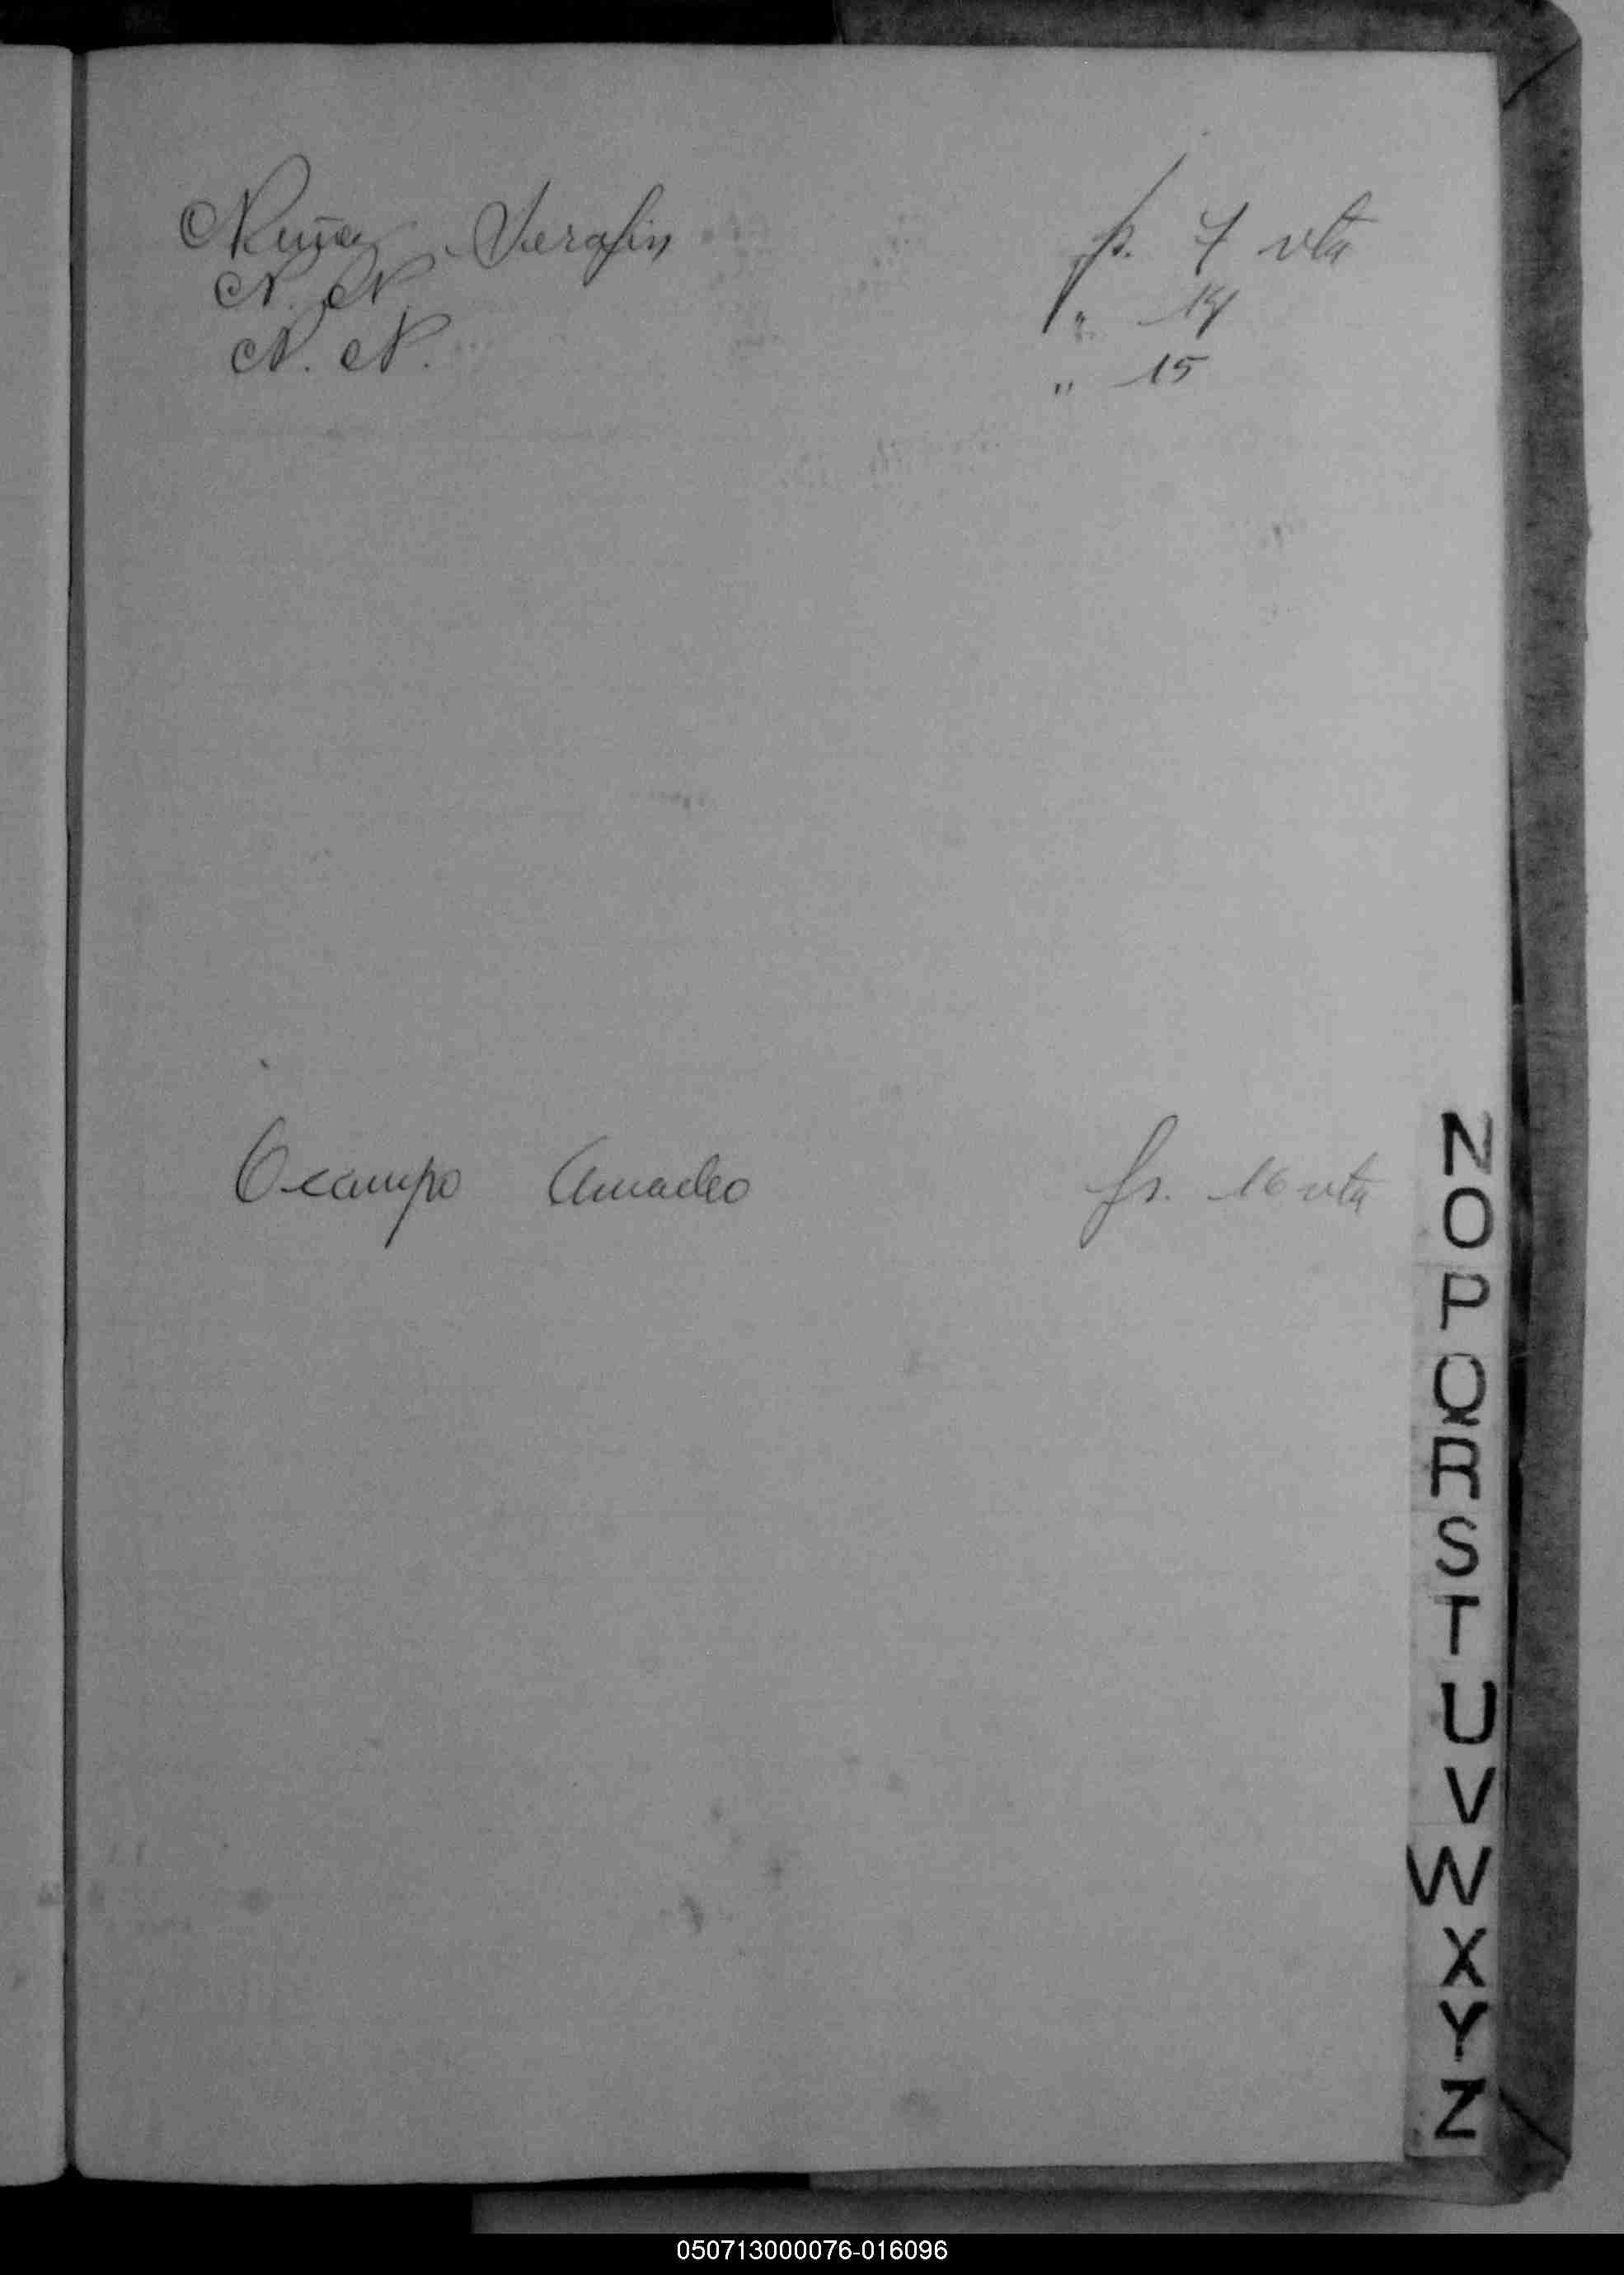 Nuñez Serafin fs. 7 vta
N. N. " 14
N. N. " 15
Ocampo Amadeo fs. 16 vta
N
O
P
Q
R
S
T
U
V
W
X
Y
Z
050713000076-016096